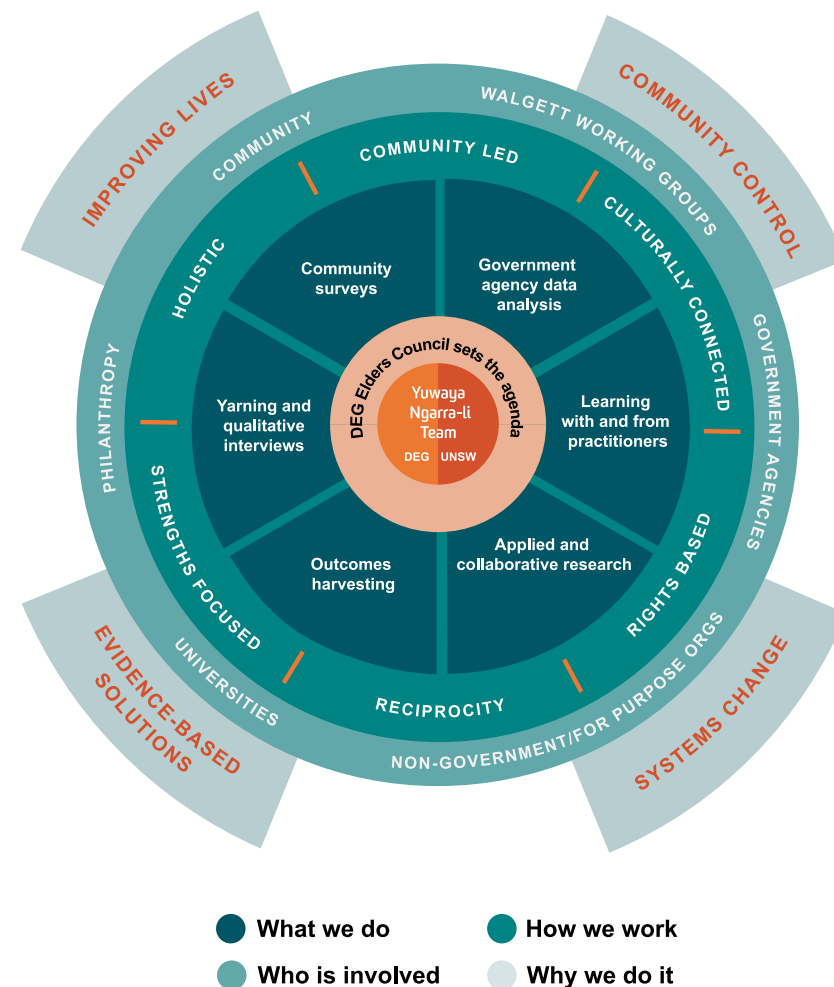 IMPROVING LIVES
COMMUNITY CONTROL
EVIDENCE-BASED
SOLUTIONS
SYSTEMS CHANGE
COMMUNITY
WALGETT WORKING GROUPS
GOVERNMENT AGENCIES
NON-GOVERNMENT/FOR PURPOSE ORGS
UNIVERSITIES
PHILANTHROPY
COMMUNITY LED
CULTURALLY CONNECTED
RIGHTS BASED
RECIPROCITY
STRENGTHS FOCUSED
HOLISTIC
Community
surveys
Government
agency data
analysis
Learning
with and from
practitioners
Applied and
collaborative research
Outcomes
harvesting
Yarning and
qualitative
interviews
DEG Elders Council sets the agenda
Yuwaya
Ngarra-li
Team
DEG UNSW
What we do
How we work
Who is involved
Why we do it